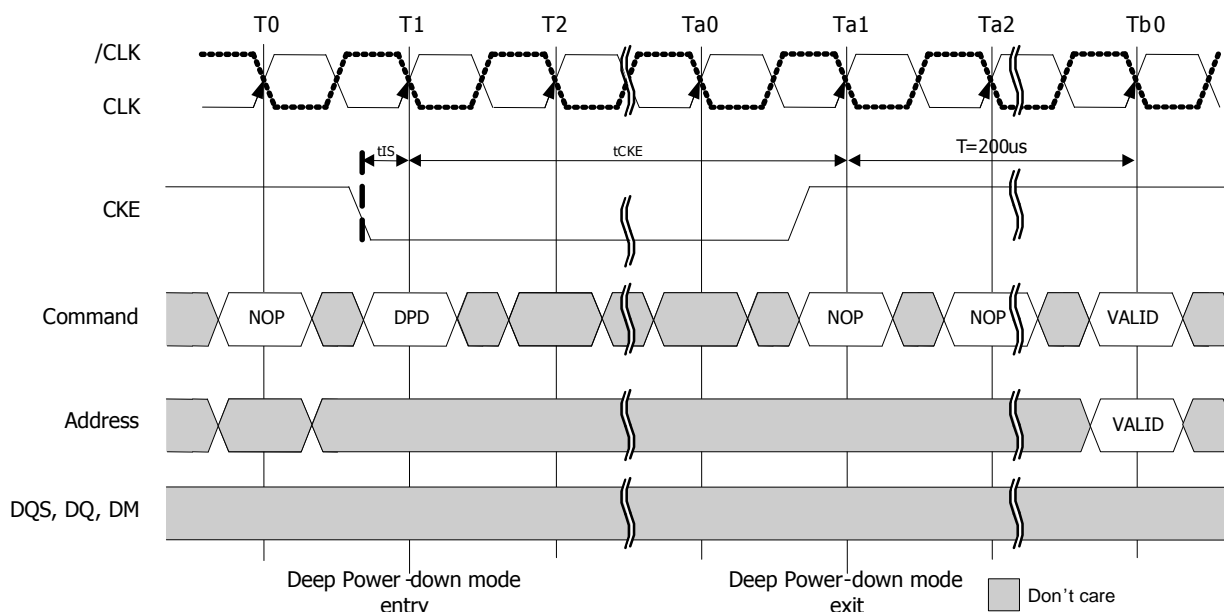 T0 T1 T2 Ta0 Ta1 Ta2 Tb0
/CLK
CLK
tIS tCKE T=200us
CKE
Command NOP DPD NOP NOP VALID
Address VALID
DQS, DQ, DM
Deep Power-down mode entry
Deep Power-down mode exit
Don't care